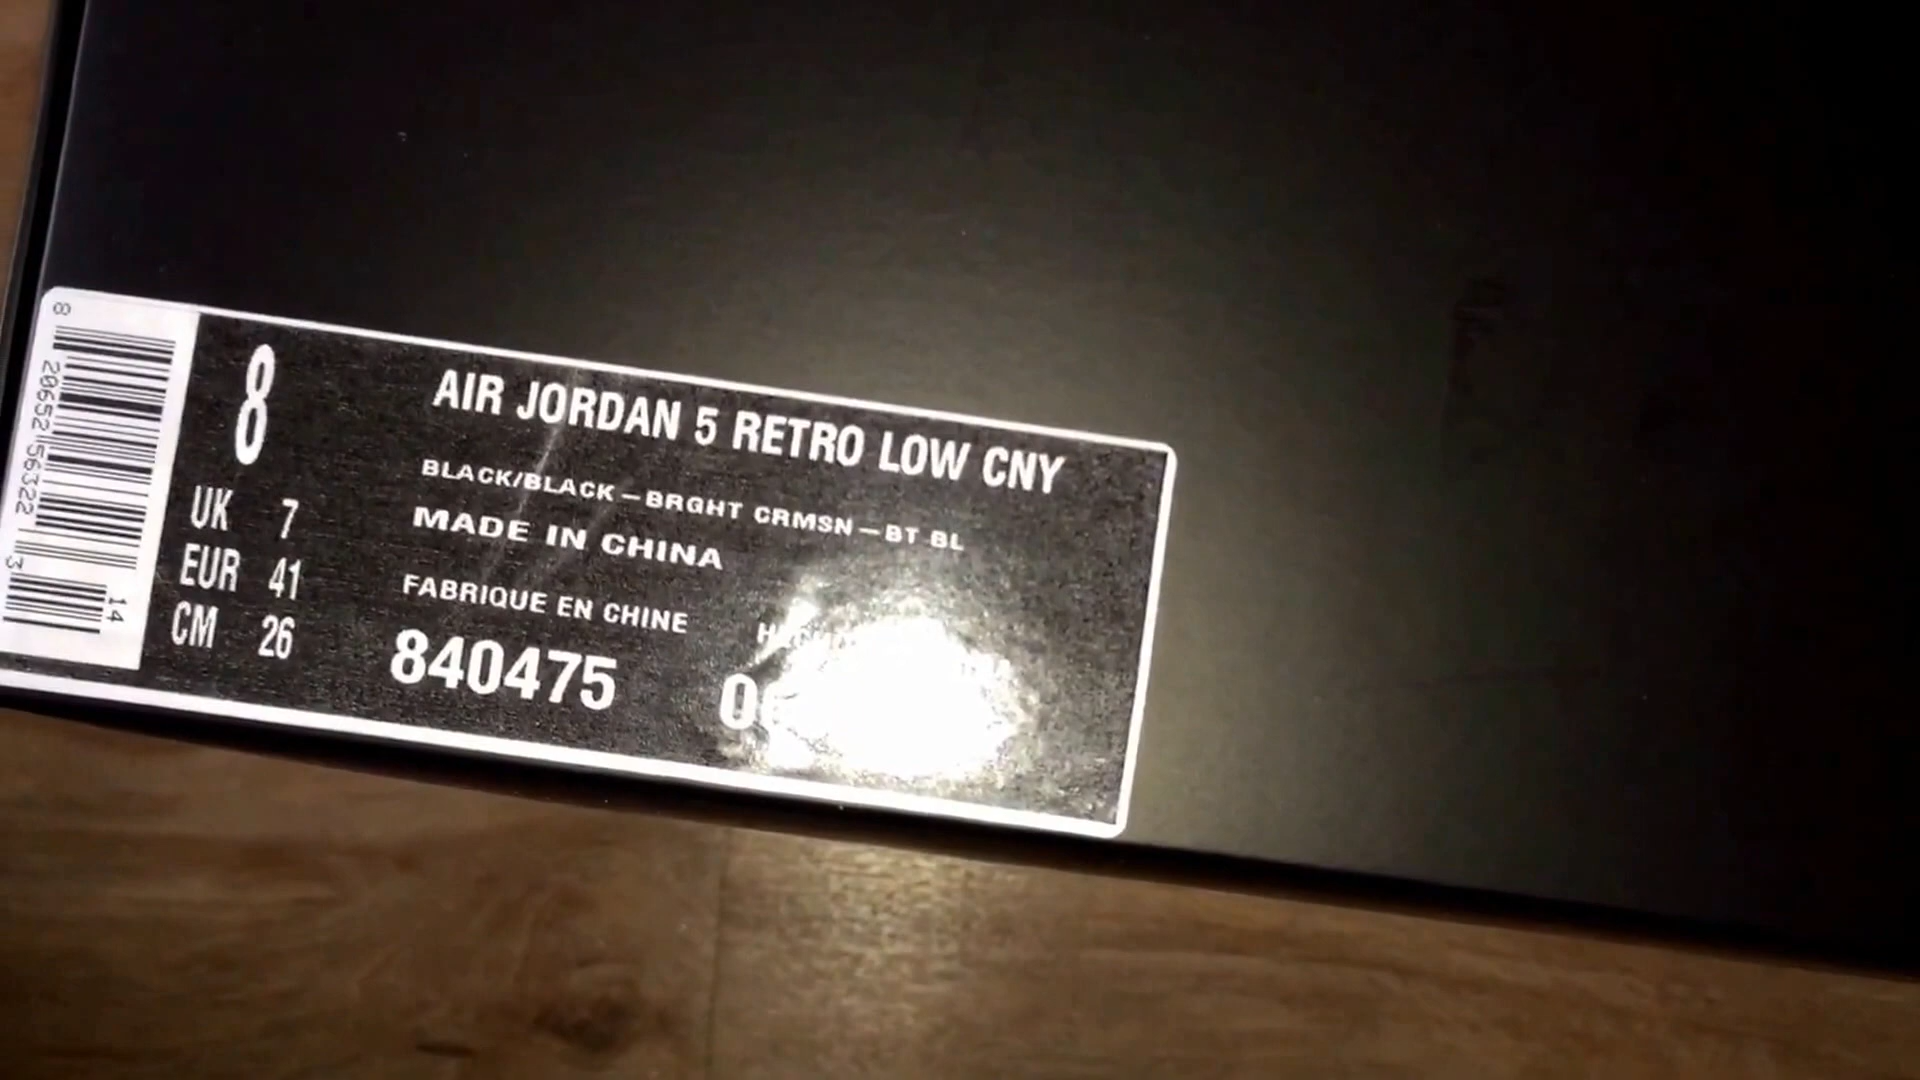 8
AIR JORDAN 5 RETRO LOW CNY
BLACK/BLACK-BRGHT CRMSN-BT BL
MADE IN CHINA
FABRIQUE EN CHINE
840475
UK 7
EUR 41
CM 26
8 20652 56322 3
14